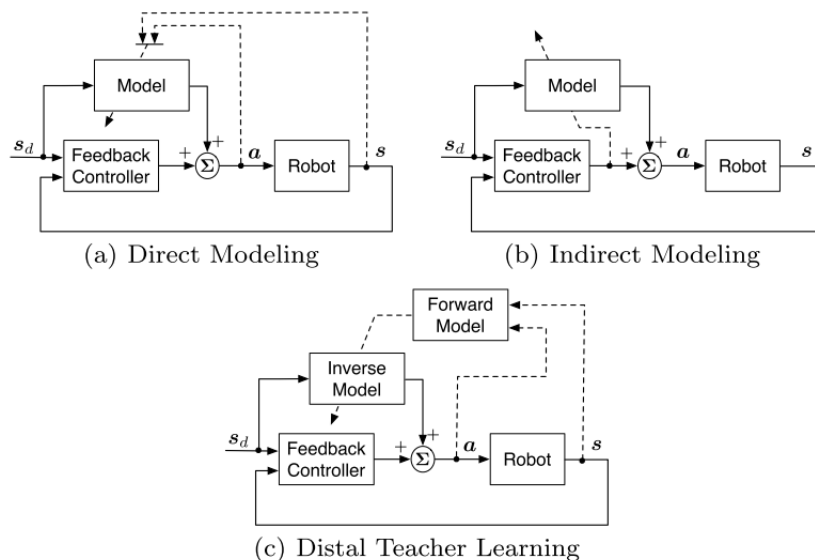 Model
s_d
Feedback
Controller
+
+
Σ
a
Robot
s
(a) Direct Modeling
Model
s_d
Feedback
Controller
+
+
Σ
a
Robot
s
(b) Indirect Modeling
Forward
Model
Inverse
Model
s_d
Feedback
Controller
+
+
Σ
a
Robot
s
(c) Distal Teacher Learning